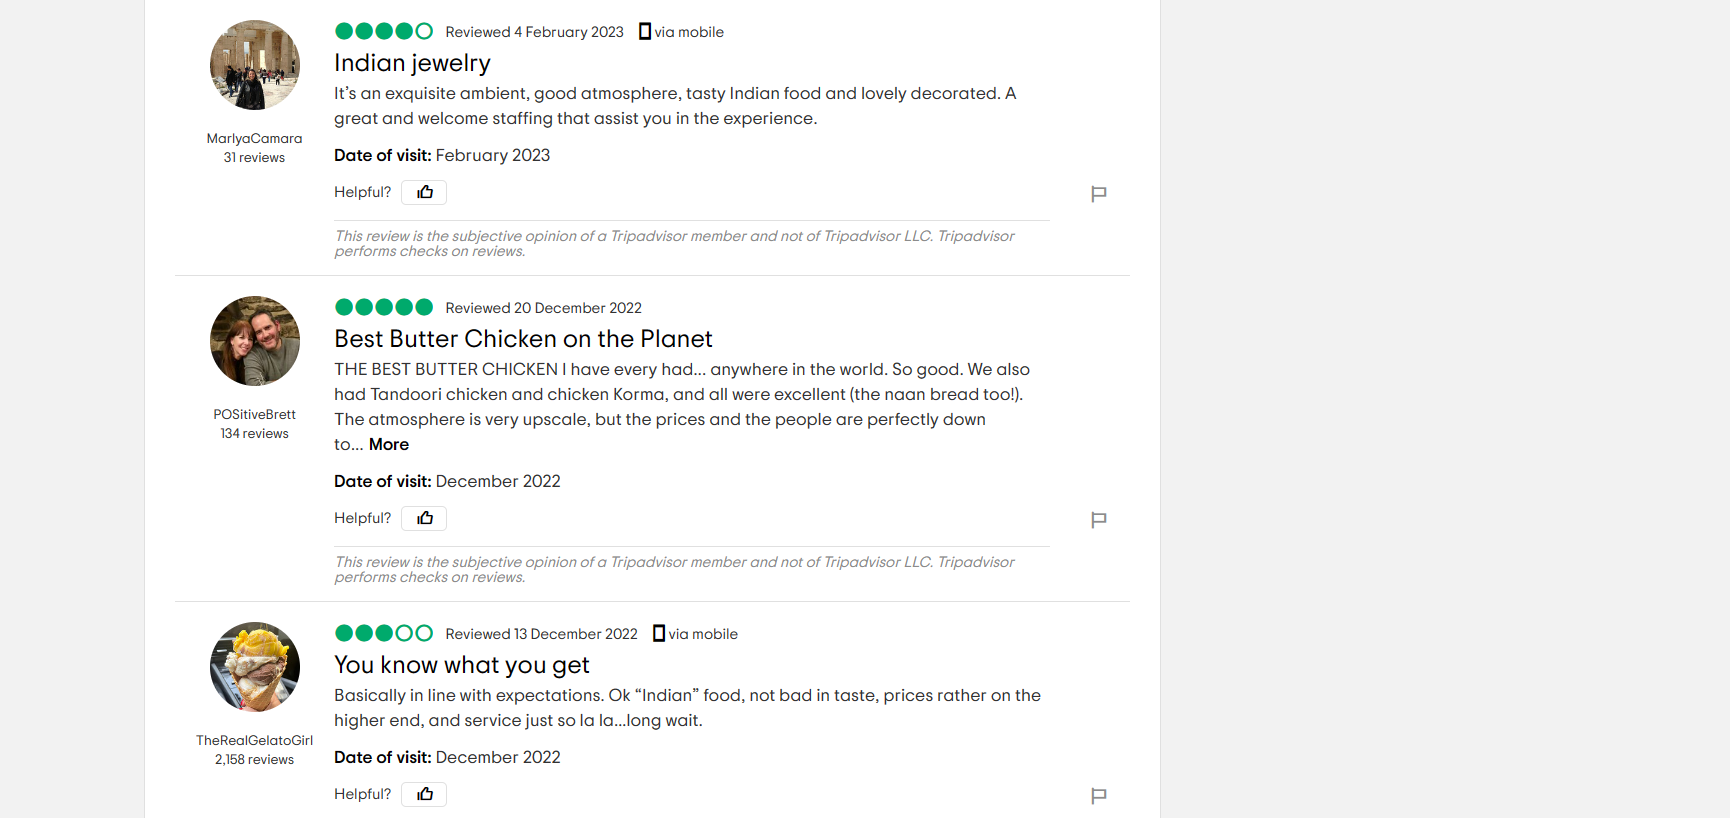 Reviewed 4 February 2023 via mobile
Indian jewelry
It’s an exquisite ambient, good atmosphere, tasty Indian food and lovely decorated. A
great and welcome staffing that assist you in the experience.
MarlyaCamara
31 reviews
Date of visit: February 2023
Helpful?
This review is the subjective opinion of a Tripadvisor member and not of Tripadvisor LLC. Tripadvisor
performs checks on reviews.
Reviewed 20 December 2022
Best Butter Chicken on the Planet
THE BEST BUTTER CHICKEN I have every had... anywhere in the world. So good. We also
had Tandoori chicken and chicken Korma, and all were excellent (the naan bread too!).
The atmosphere is very upscale, but the prices and the people are perfectly down
to... More
POSitiveBrett
134 reviews
Date of visit: December 2022
Helpful?
This review is the subjective opinion of a Tripadvisor member and not of Tripadvisor LLC. Tripadvisor
performs checks on reviews.
Reviewed 13 December 2022 via mobile
You know what you get
Basically in line with expectations. Ok “Indian” food, not bad in taste, prices rather on the
higher end, and service just so la la...long wait.
TheRealGelatoGirl
2,158 reviews
Date of visit: December 2022
Helpful?